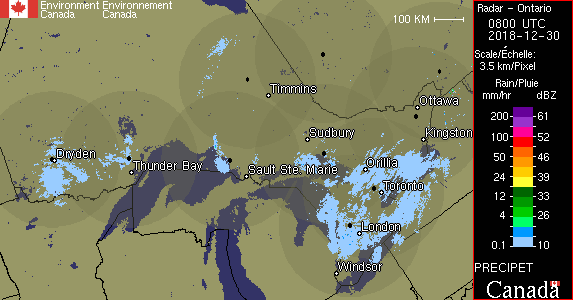 Environment Environnement
Canada Canada
100 KM
Timmins
Ottawa
Sudbury
Kingston
Dryden
Thunder Bay
Sault Ste. Marie
Orillia
Toronto
London
Windsor
Radar - Ontario
0800 UTC
2018-12-30
Scale/Échelle:
3.5 km/Pixel
Rain/Pluie
mm/hr dBZ
200 61
100 52
50 46
24 39
12 33
4 26
0.1 10
PRECIPET
Canada